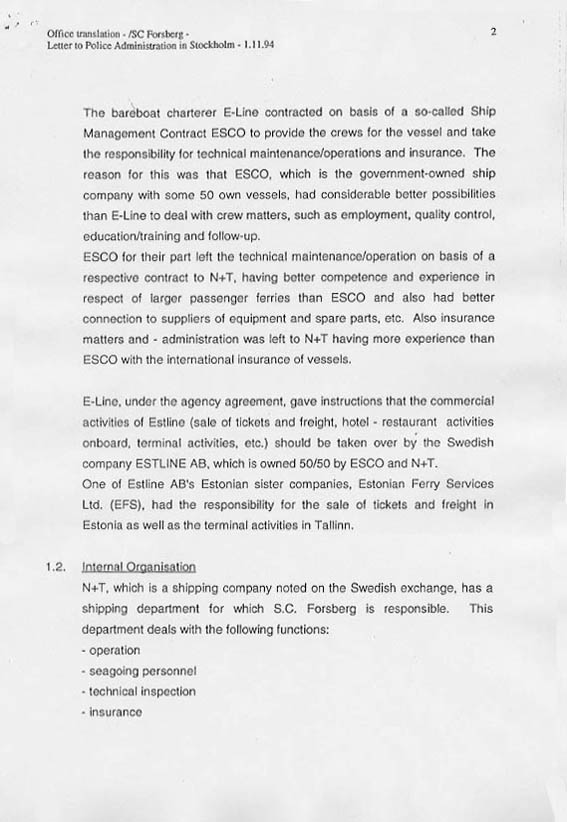 Office translation - /SC Forsberg -
2
Letter to Police Administration in Stockholm - 1.11.94
The bareboat charterer E-Line contracted on basis of a so-called Ship
Management Contract ESCO to provide the crews for the vessel and take
the responsibility for technical maintenance/operations and insurance. The
reason for this was that ESCO, which is the government-owned ship
company with some 50 own vessels, had considerable better possibilities
than E-Line to deal with crew matters, such as employment, quality control,
education/training and follow-up.
ESCO for their part left the technical maintenance/operation on basis of a
respective contract to N+T, having better competence and experience in
respect of larger passenger ferries than ESCO and also had better
connection to suppliers of equipment and spare parts, etc. Also insurance
matters and - administration was left to N+T having more experience than
ESCO with the international insurance of vessels.
E-Line, under the agency agreement, gave instructions that the commercial
activities of Estline (sale of tickets and freight, hotel - restaurant activities
onboard, terminal activities, etc.) should be taken over by the Swedish
company ESTLINE AB, which is owned 50/50 by ESCO and N+T.
One of Estline AB's Estonian sister companies, Estonian Ferry Services
Ltd. (EFS), had the responsibility for the sale of tickets and freight in
Estonia as well as the terminal activities in Tallinn.
1.2. Internal Organisation
N+T, which is a shipping company noted on the Swedish exchange, has a
shipping department for which S.C. Forsberg is responsible. This
department deals with the following functions:
- operation
- seagoing personnel
- technical inspection
- insurance